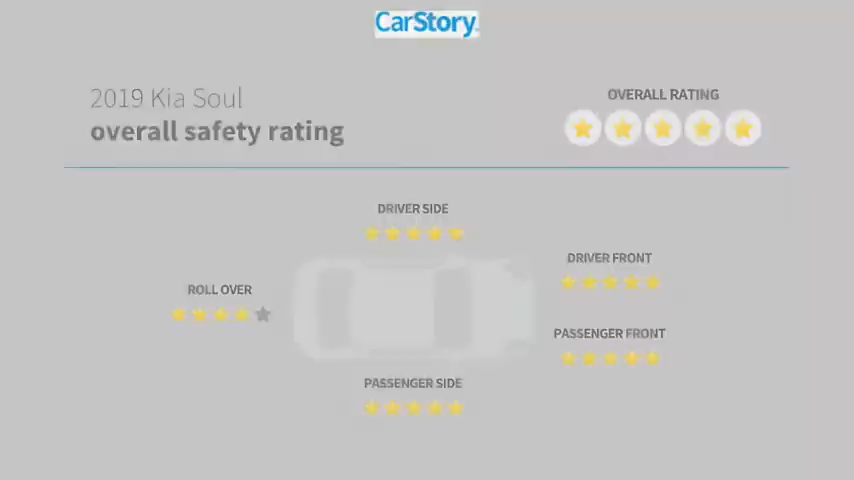 CarStory
2019 Kia Soul
overall safety rating
OVERALL RATING
DRIVER SIDE
DRIVER FRONT
ROLL OVER
PASSENGER FRONT
PASSENGER SIDE